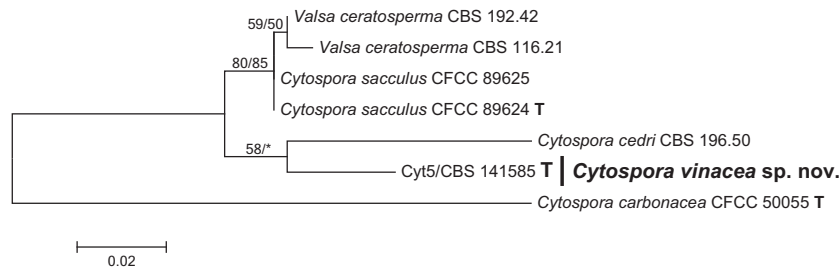 59/50
Valsa ceratosperma CBS 192.42
Valsa ceratosperma CBS 116.21
80/85
Cytospora sacculus CFCC 89625
Cytospora sacculus CFCC 89624 T
58/*
Cytospora cedri CBS 196.50
Cyt5/CBS 141585 T Cytospora vinacea sp. nov.
Cytospora carbonacea CFCC 50055 T
0.02